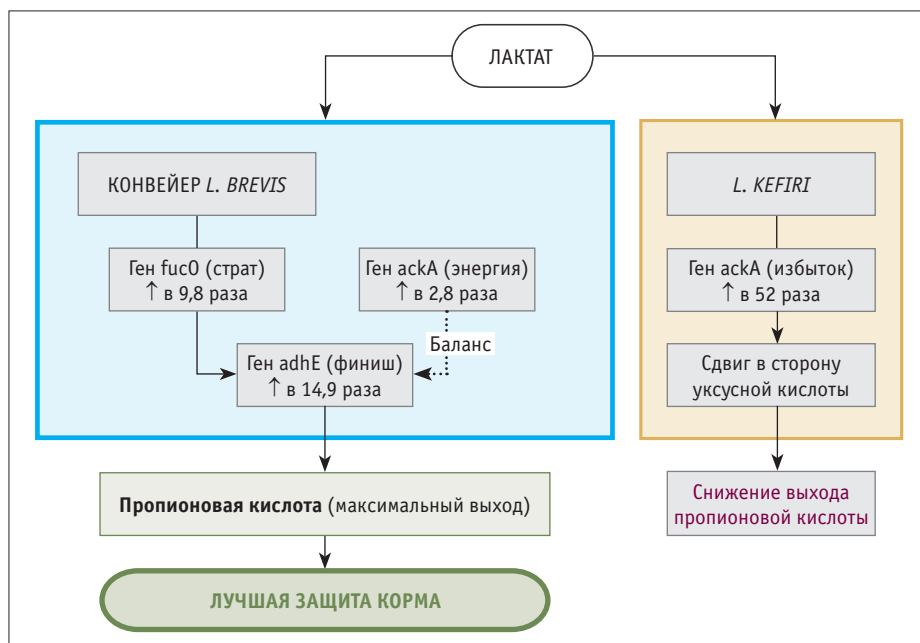 ЛАКТАТ
КОНВЕЙЕР L. BREVIS
Ген fucO (страт)
↑ в 9,8 раза
Ген ackA (энергия)
↑ в 2,8 раза
Баланс
Ген adhE (финиш)
↑ в 14,9 раза
Пропионовая кислота (максимальный выход)
ЛУЧШАЯ ЗАЩИТА КОРМА
L. KEFIRI
Ген ackA (избыток)
↑ в 52 раза
Сдвиг в сторону
уксусной кислоты
Снижение выхода
пропионовой кислоты